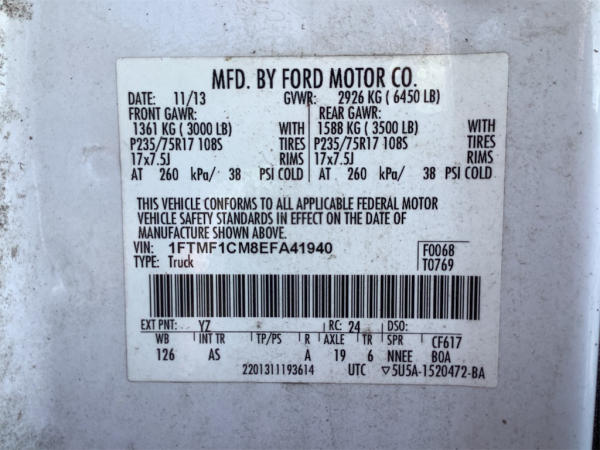 MFD. BY FORD MOTOR CO.
DATE: 11/13 GVWR: 2926 KG ( 6450 LB)
FRONT GAWR: REAR GAWR:
1361 KG ( 3000 LB) WITH 1588 KG ( 3500 LB) WITH
P235/75R17 108S TIRES P235/75R17 108S TIRES
17x7.5J RIMS 17x7.5J RIMS
AT 260 kPa/ 38 PSI COLD AT 260 kPa/ 38 PSI COLD
THIS VEHICLE CONFORMS TO ALL APPLICABLE FEDERAL MOTOR
VEHICLE SAFETY STANDARDS IN EFFECT ON THE DATE OF
MANUFACTURE SHOWN ABOVE.
VIN: 1FTMF1CM8EFA41940 F0068
TYPE: Truck T0769
EXT PNT: YZ RC: 24 DSO:
WB INT TR TP/PS R AXLE TR SPR CF617
126 AS A 19 6 NNEE BOA
2201311193614 UTC ▽5U5A-1520472-BA